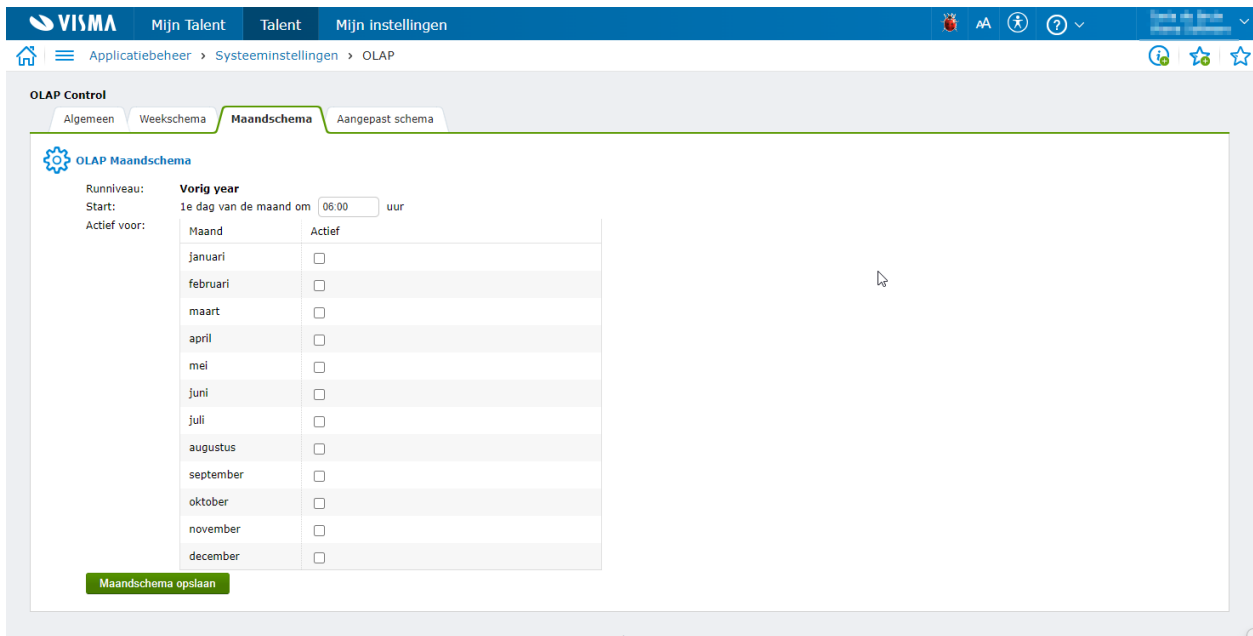 VISMA Mijn Talent Talent Mijn instellingen AA
Applicatiebeheer › Systeeminstellingen › OLAP
OLAP Control
Algemeen Weekschema Maandschema Aangepast schema
OLAP Maandschema
Runniveau: Vorig year
Start: 1e dag van de maand om 06:00 uur
Actief voor:
Maand Actief
januari
februari
maart
april
mei
juni
juli
augustus
september
oktober
november
december
Maandschema opslaan